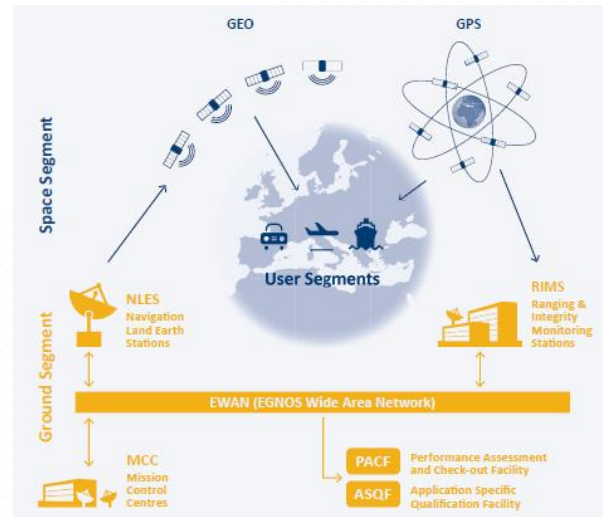 GEO
GPS
Space Segment
User Segments
NLES
Navigation
Land Earth
Stations
RIMS
Ranging &
Integrity
Monitoring
Stations
Ground Segment
EWAN (EGNOS Wide Area Network)
MCC
Mission
Control
Centres
PACF
Performance Assessment
and Check-out Facility
ASQF
Application Specific
Qualification Facility